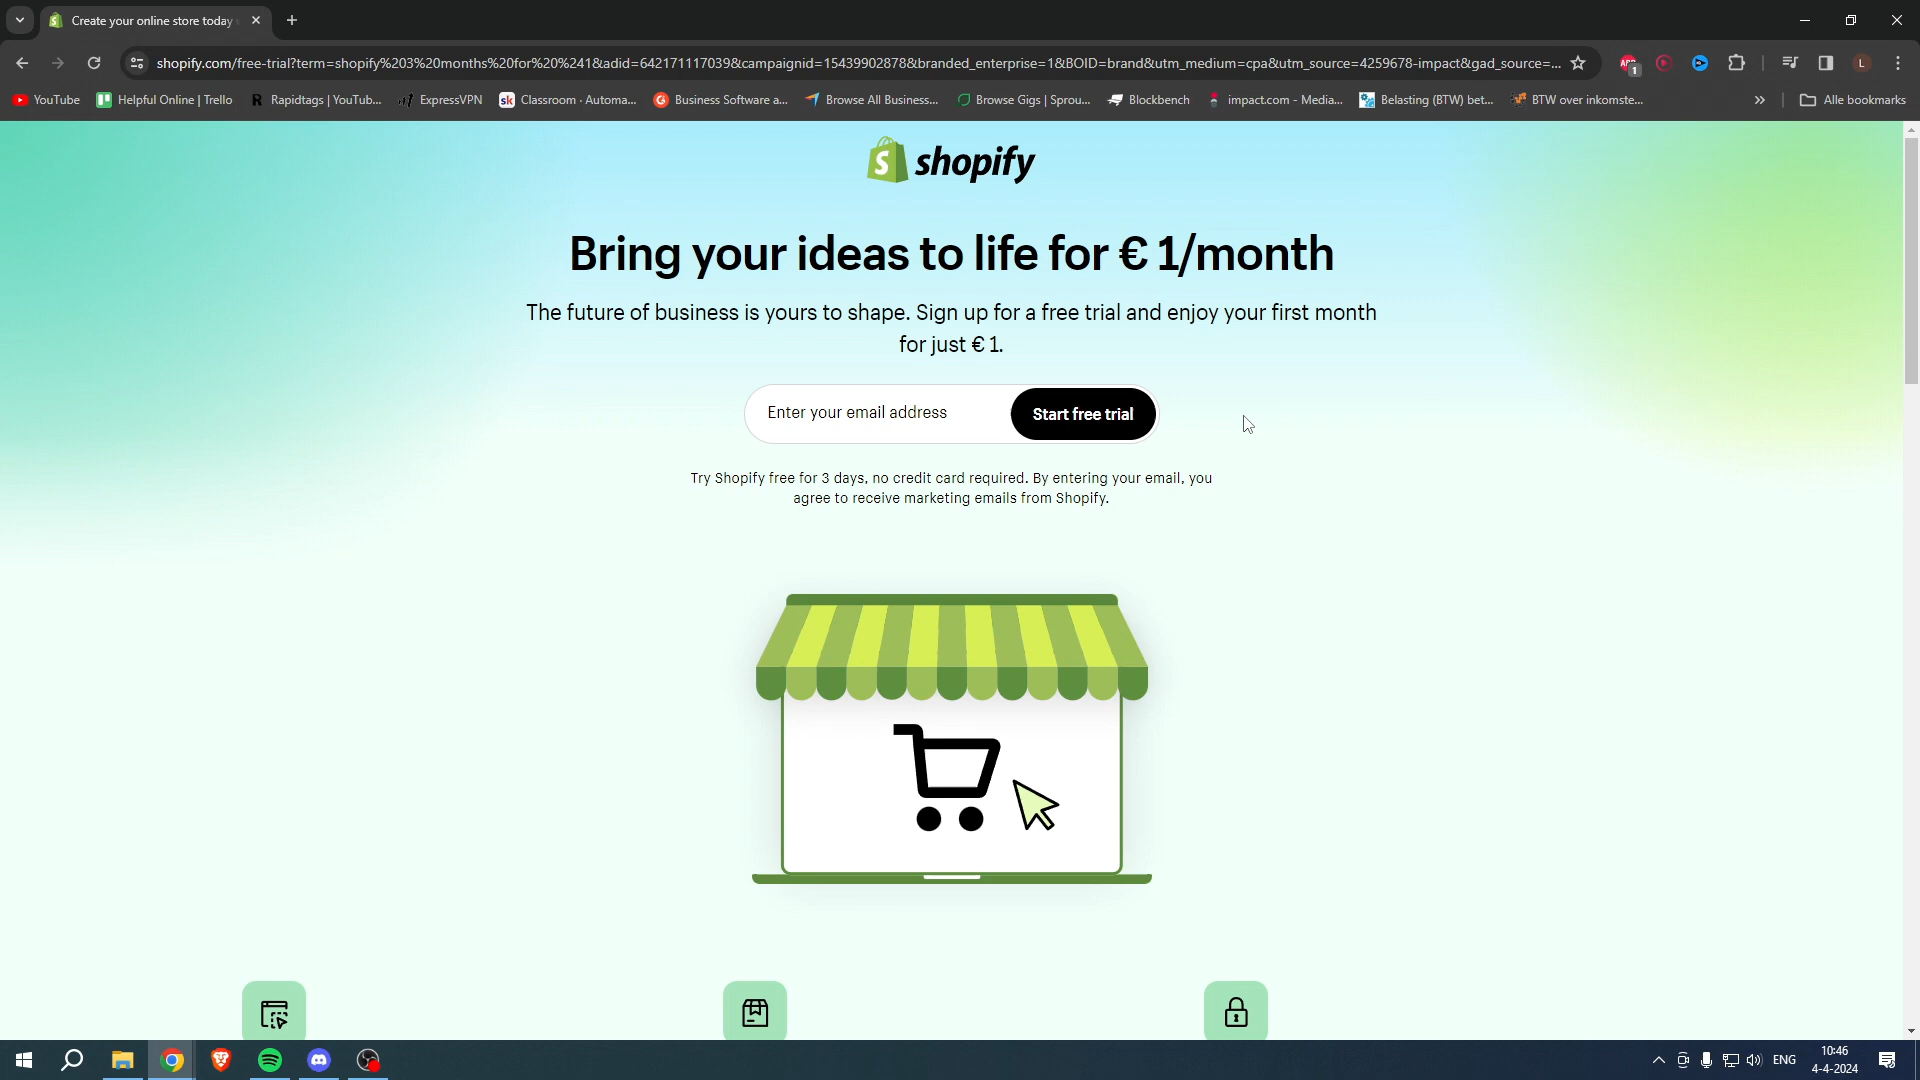 Create your online store today
shopify.com/free-trial?term=shopify%203%20months%20for%20%241&adid=642171117039&campaignid=15439902878&branded_enterprise=1&BOID=brand&utm_medium=cpa&utm_source=4259678-impact&gad_source=...
1
L
YouTube
Helpful Online | Trello
Rapidtags | YouTub...
ExpressVPN
Classroom - Automa...
Business Software a...
Browse All Business...
Browse Gigs | Sprou...
Blockbench
impact.com - Media...
Belasting (BTW) bet...
BTW over inkomste...
Alle bookmarks
shopify
Bring your ideas to life for € 1/month
The future of business is yours to shape. Sign up for a free trial and enjoy your first month
for just € 1.
Enter your email address
Start free trial
Try Shopify free for 3 days, no credit card required. By entering your email, you
agree to receive marketing emails from Shopify.
ENG
10:46
4-4-2024